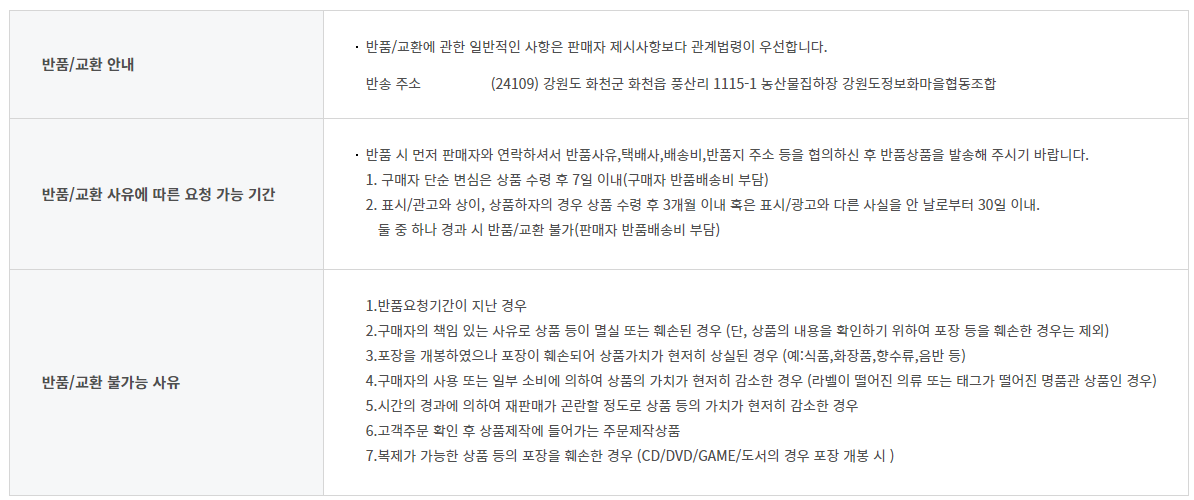 반품/교환 안내
· 반품/교환에 관한 일반적인 사항은 판매자 제시사항보다 관계법령이 우선합니다.
반송 주소 (24109) 강원도 화천군 화천읍 풍산리 1115-1 농산물집하장 강원도정보화마을협동조합
반품/교환 사유에 따른 요청 가능 기간
· 반품 시 먼저 판매자와 연락하셔서 반품사유,택배사,배송비,반품지 주소 등을 협의하신 후 반품상품을 발송해 주시기 바랍니다.
1. 구매자 단순 변심은 상품 수령 후 7일 이내(구매자 반품배송비 부담)
2. 표시/관고와 상이, 상품하자의 경우 상품 수령 후 3개월 이내 혹은 표시/광고와 다른 사실을 안 날로부터 30일 이내.
둘 중 하나 경과 시 반품/교환 불가(판매자 반품배송비 부담)
반품/교환 불가능 사유
1.반품요청기간이 지난 경우
2.구매자의 책임 있는 사유로 상품 등이 멸실 또는 훼손된 경우 (단, 상품의 내용을 확인하기 위하여 포장 등을 훼손한 경우는 제외)
3.포장을 개봉하였으나 포장이 훼손되어 상품가치가 현저히 상실된 경우 (예:식품,화장품,향수류,음반 등)
4.구매자의 사용 또는 일부 소비에 의하여 상품의 가치가 현저히 감소한 경우 (라벨이 떨어진 의류 또는 태그가 떨어진 명품관 상품인 경우)
5.시간의 경과에 의하여 재판매가 곤란할 정도로 상품 등의 가치가 현저히 감소한 경우
6.고객주문 확인 후 상품제작에 들어가는 주문제작상품
7.복제가 가능한 상품 등의 포장을 훼손한 경우 (CD/DVD/GAME/도서의 경우 포장 개봉 시 )